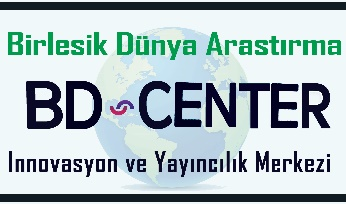 Birlesik Dünya Arastırma
BD CENTER
Innovasyon ve Yayıncılık Merkezi